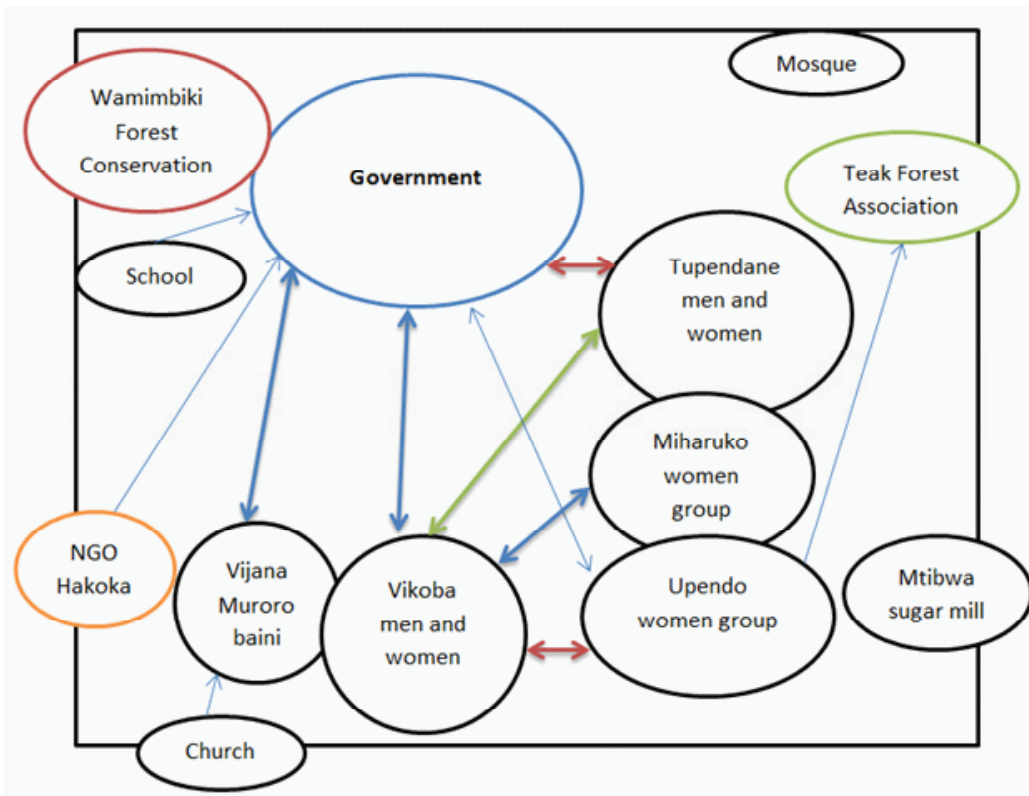 Mosque
Wamimbiki
Forest
Conservation
Government
Teak Forest
Association
School
Tupendane
men and
women
Miharuko
women
group
NGO
Hakoka
Vijana
Muroro
baini
Vikoba
men and
women
Upendo
women group
Mtibwa
sugar mill
Church